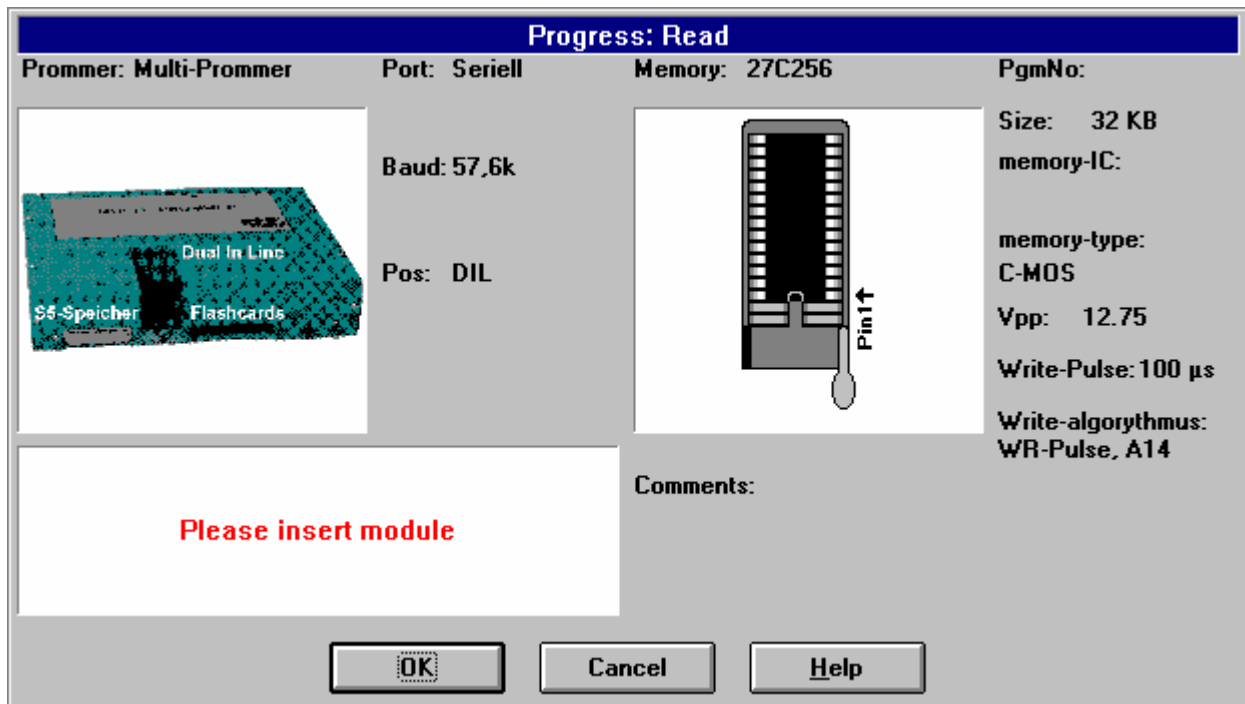 Progress: Read
Prommer: Multi-Prommer
Port: Seriell
Memory: 27C256
PgmNo:
Baud: 57,6k
Pos: DIL
Size: 32 KB
memory-IC:
memory-type:
C-MOS
Vpp: 12.75
Write-Pulse: 100 µs
Write-algorythmus:
WR-Pulse, A14
Dual In Line
S5-Speicher
Flashcards
Pin1
Please insert module
Comments:
OK
Cancel
Help